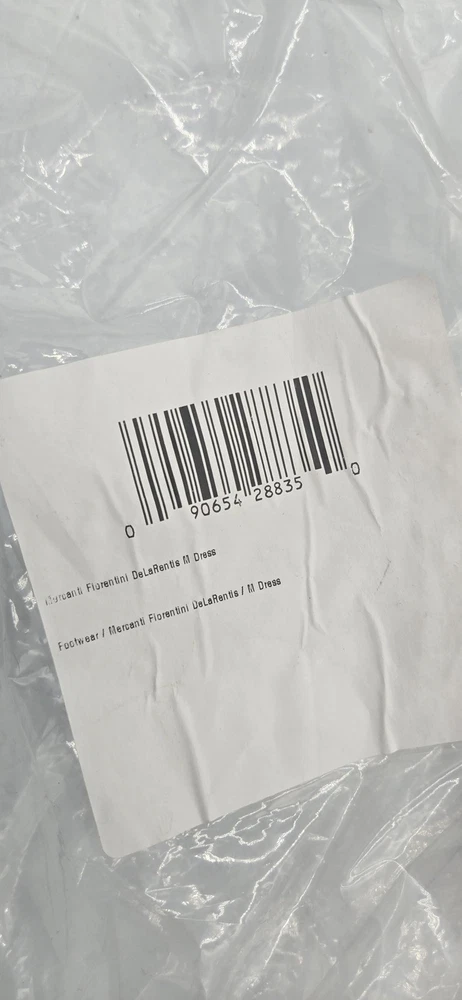 0 90654 28835 0
Mercanti Fiorentini DeLaRentis M Dress
Footwear / Mercanti Fiorentini DeLaRentis / M Dress